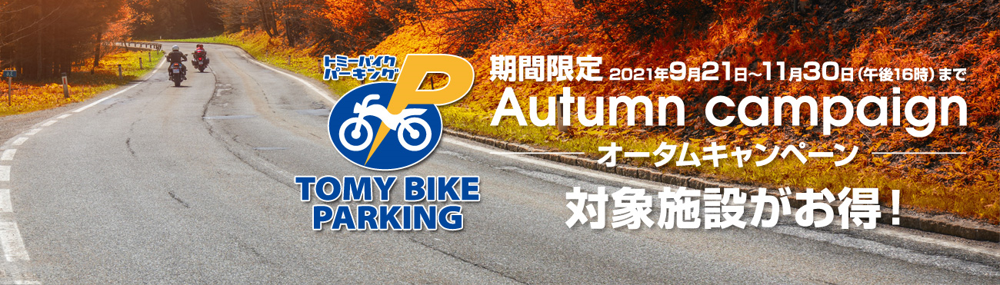 トミーバイク
パーキング
P
TOMY BIKE
PARKING
期間限定 2021年9月21日~11月30日(午後16時)まで
Autumn campaign
オータムキャンペーン
対象施設がお得!